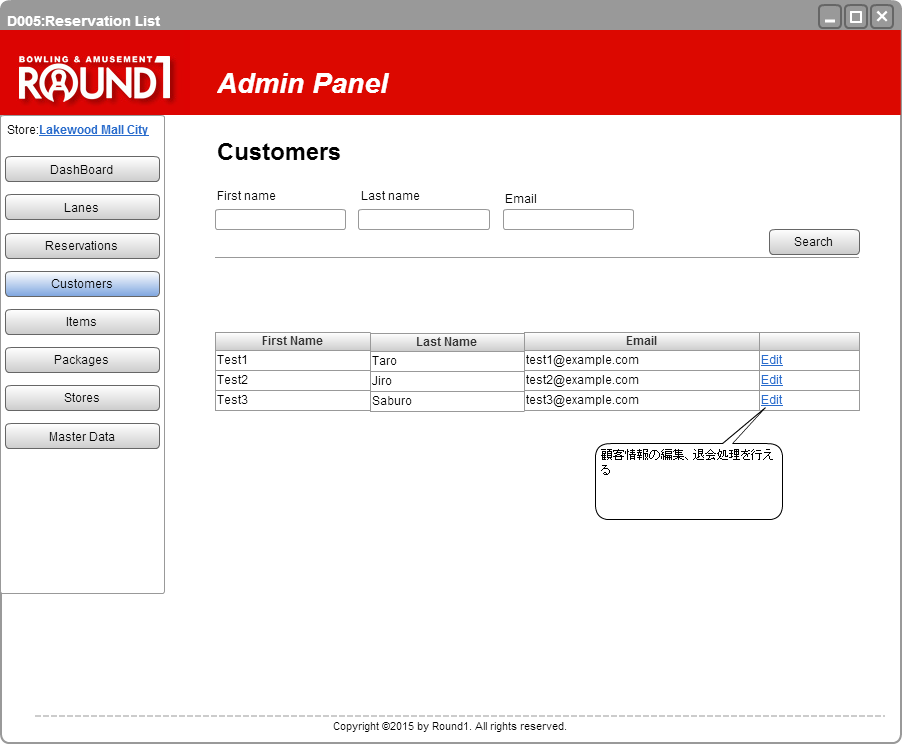 D005:Reservation List
BOWLING & AMUSEMENT
ROUND1
Admin Panel
Store:Lakewood Mall City
DashBoard
Lanes
Reservations
Customers
Items
Packages
Stores
Master Data
Customers
First name Last name Email
Search
First Name Last Name Email
Test1 Taro test1@example.com Edit
Test2 Jiro test2@example.com Edit
Test3 Saburo test3@example.com Edit
顧客情報の編集、退会処理を行え
る
Copyright ©2015 by Round1. All rights reserved.